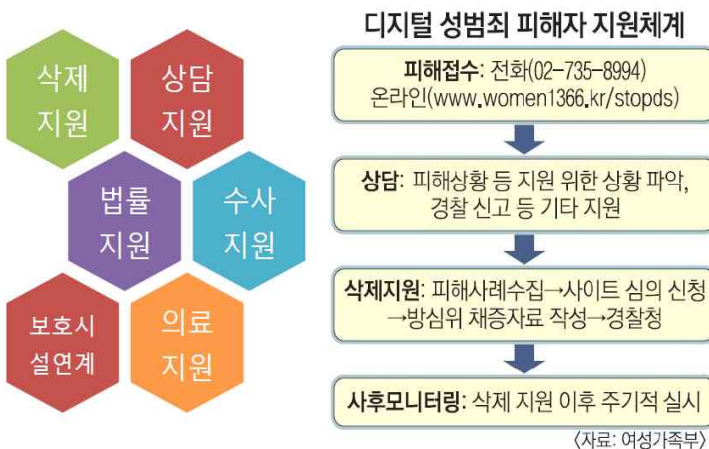 삭제
지원
상담
지원
법률
지원
수사
지원
보호시
설연계
의료
지원
디지털 성범죄 피해자 지원체계
피해접수: 전화(02-735-8994)
온라인(www.women1366.kr/stopds)
상담: 피해상황 등 지원 위한 상황 파악,
경찰 신고 등 기타 지원
삭제지원: 피해사례수집→사이트 심의 신청
→방심위 채증자료 작성→경찰청
사후모니터링: 삭제 지원 이후 주기적 실시
〈자료: 여성가족부〉